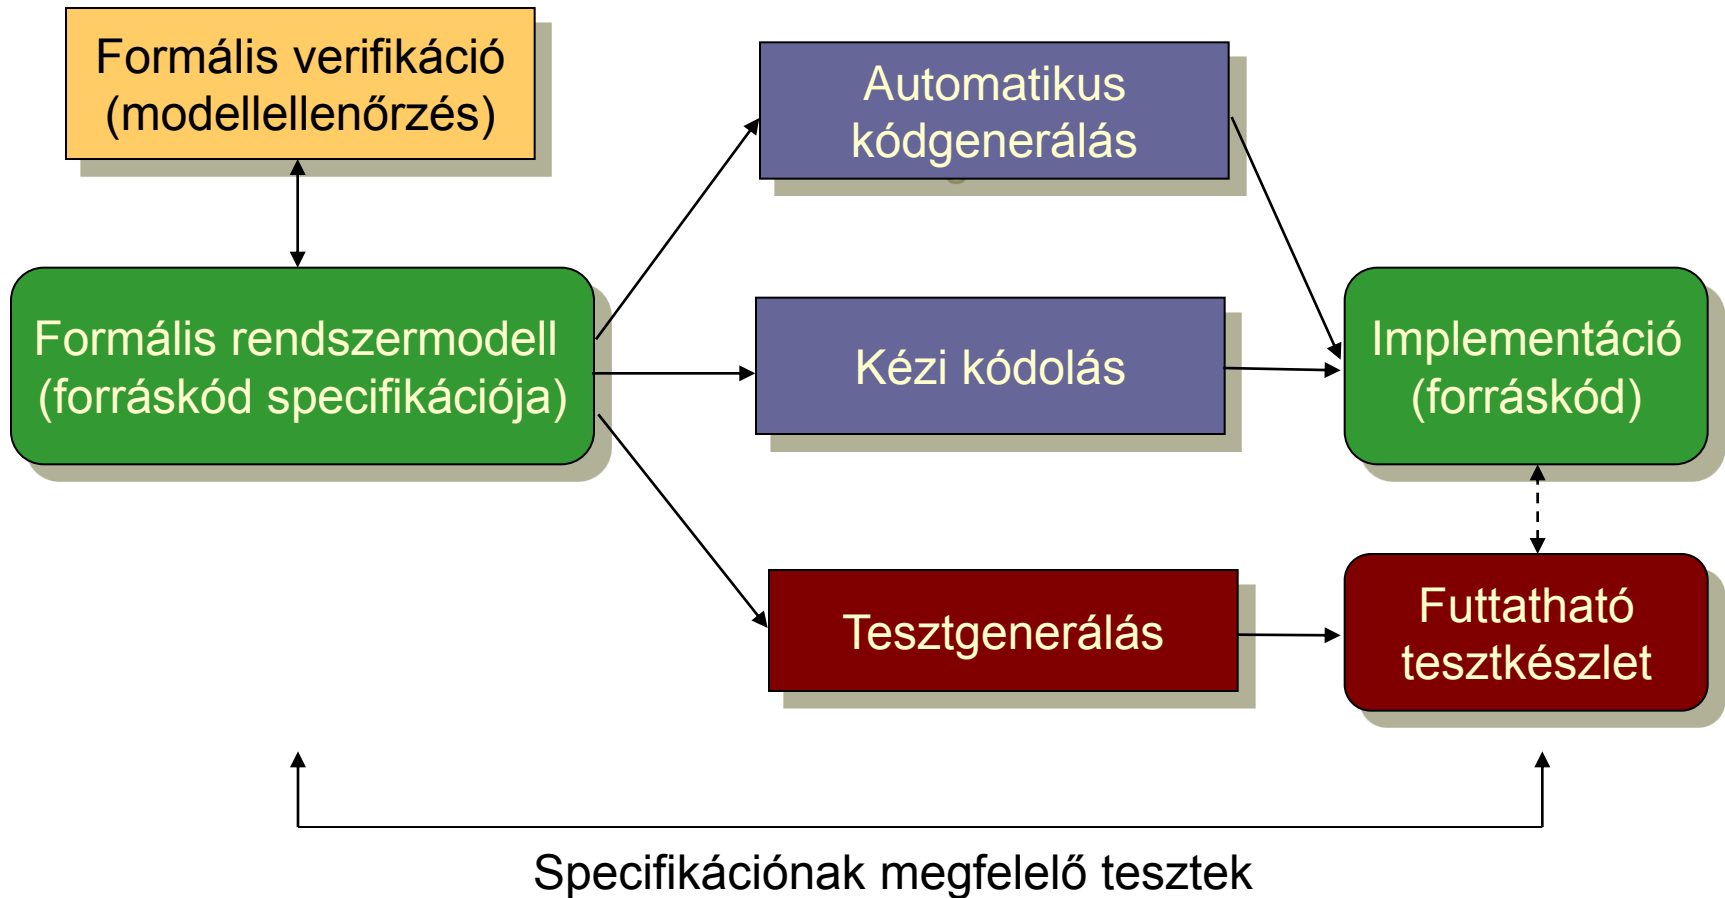 Formális verifikáció
(modellellenőrzés)
Automatikus
kódgenerálás
Formális rendszermodell
(forráskód specifikációja)
Kézi kódolás
Implementáció
(forráskód)
Tesztgenerálás
Futtatható
tesztkészlet
Specifikációnak megfelelő tesztek